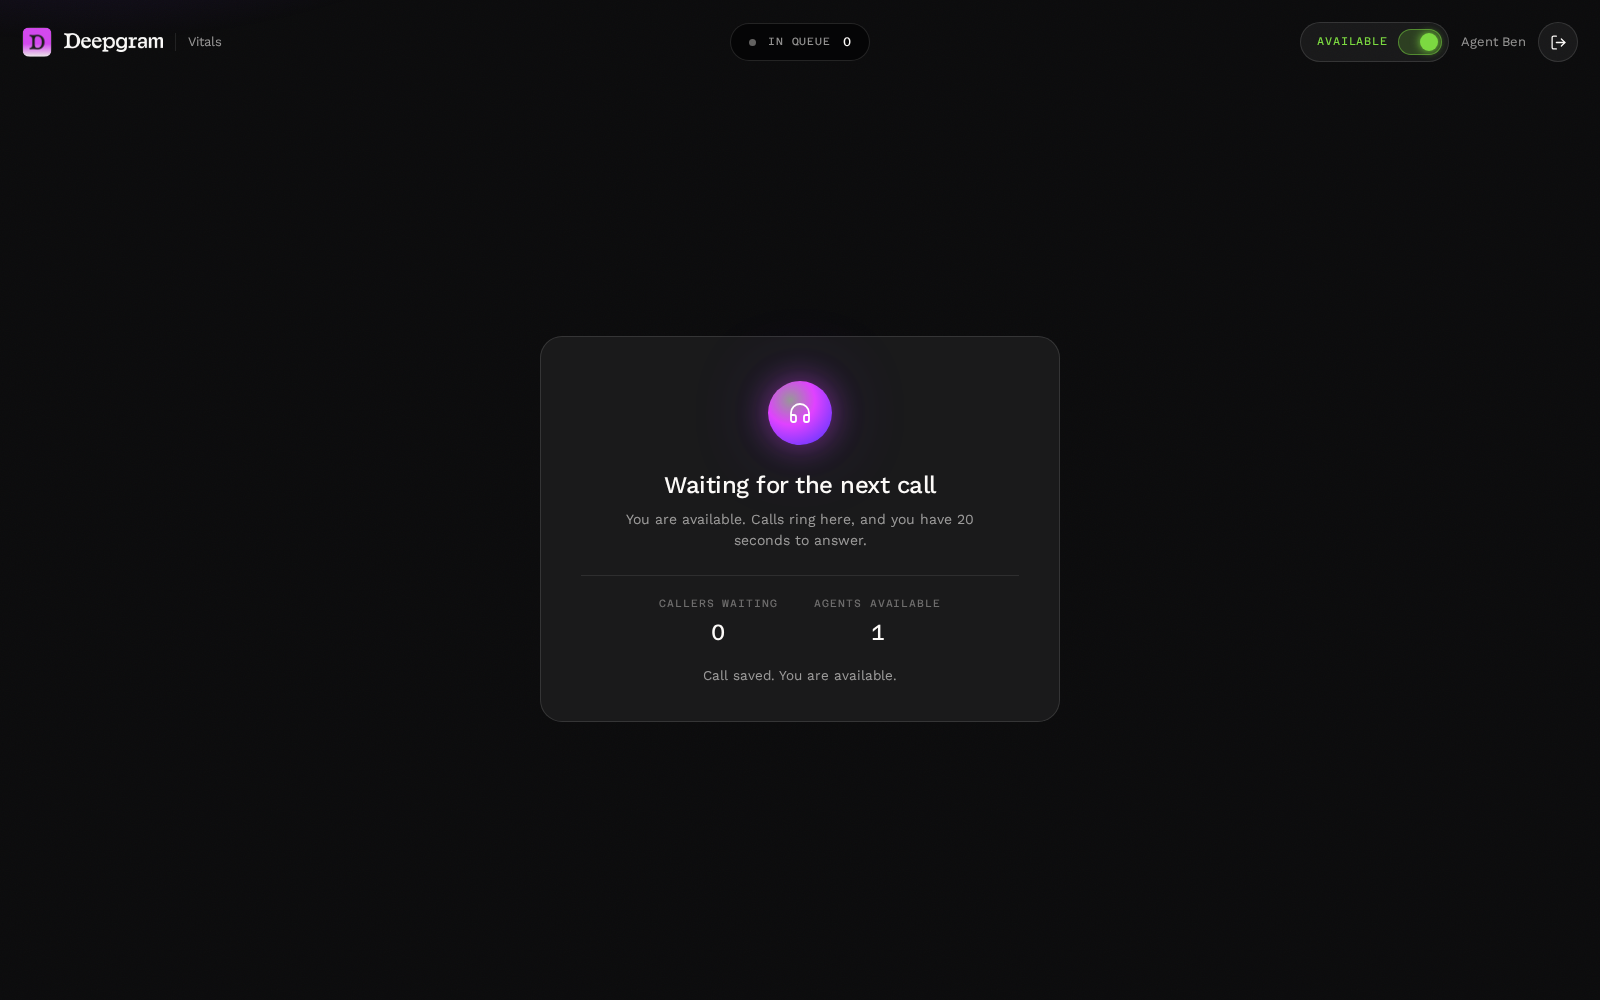 D Deepgram Vitals
IN QUEUE 0
AVAILABLE Agent Ben
Waiting for the next call
You are available. Calls ring here, and you have 20
seconds to answer.
CALLERS WAITING AGENTS AVAILABLE
0 1
Call saved. You are available.